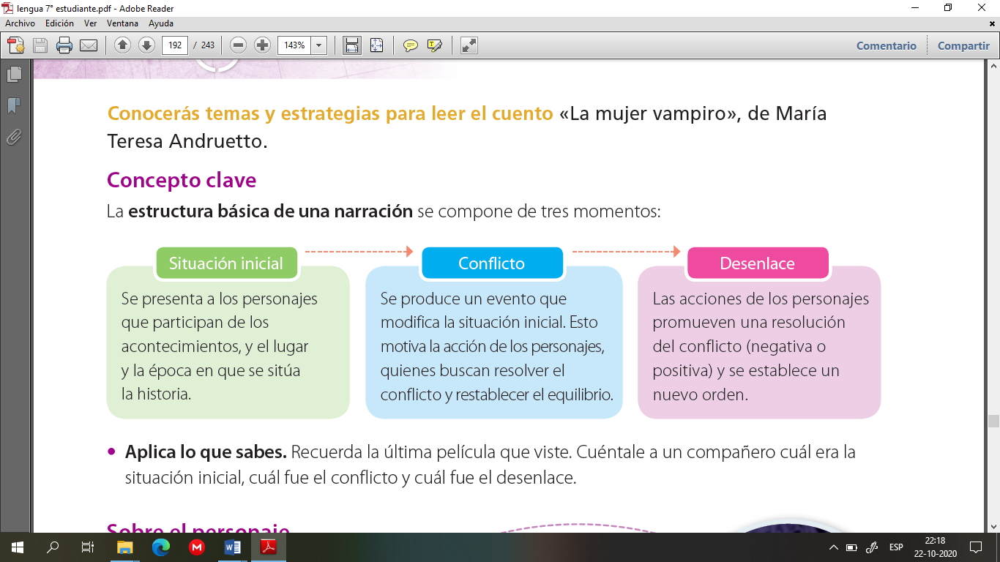 lengua 7° estudiante.pdf - Adobe Reader
Archivo Edición Ver Ventana Ayuda
192 / 243 143% Comentario Compartir
Conocerás temas y estrategias para leer el cuento «La mujer vampiro», de María
Teresa Andruetto.
Concepto clave
La estructura básica de una narración se compone de tres momentos:
Situación inicial
Se presenta a los personajes
que participan de los
acontecimientos, y el lugar
y la época en que se sitúa
la historia.
Conflicto
Se produce un evento que
modifica la situación inicial. Esto
motiva la acción de los personajes,
quienes buscan resolver el
conflicto y restablecer el equilibrio.
Desenlace
Las acciones de los personajes
promueven una resolución
del conflicto (negativa o
positiva) y se establece un
nuevo orden.
• Aplica lo que sabes. Recuerda la última película que viste. Cuéntale a un compañero cuál era la
situación inicial, cuál fue el conflicto y cuál fue el desenlace.
Sobre el personaje
ESP
22:18
22-10-2020